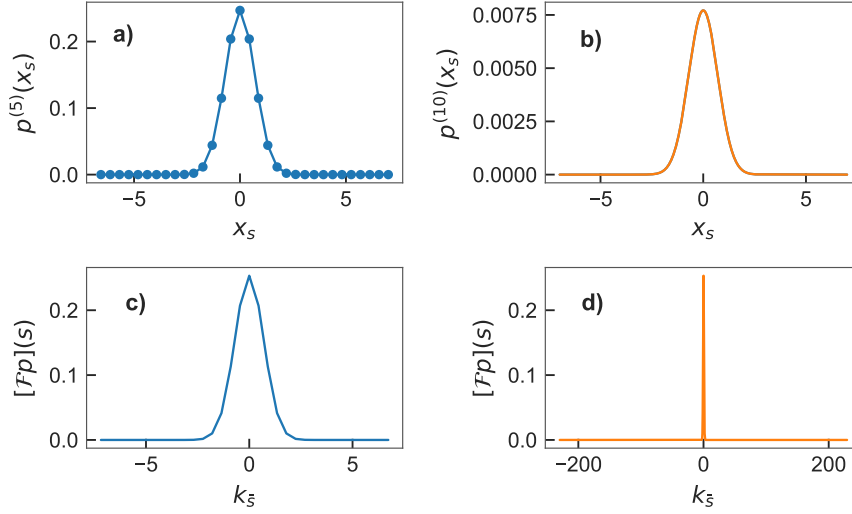 a)
p^{(5)}(x_s)
0.2
0.1
0.0
−5 0 5
x_s
b)
p^{(10)}(x_s)
0.0075
0.0050
0.0025
0.0000
−5 0 5
x_s
c)
[ℱp](s)
0.2
0.1
0.0
−5 0 5
k_{s̄}
d)
[ℱp](s)
0.2
0.1
0.0
−200 0 200
k_{s̄}